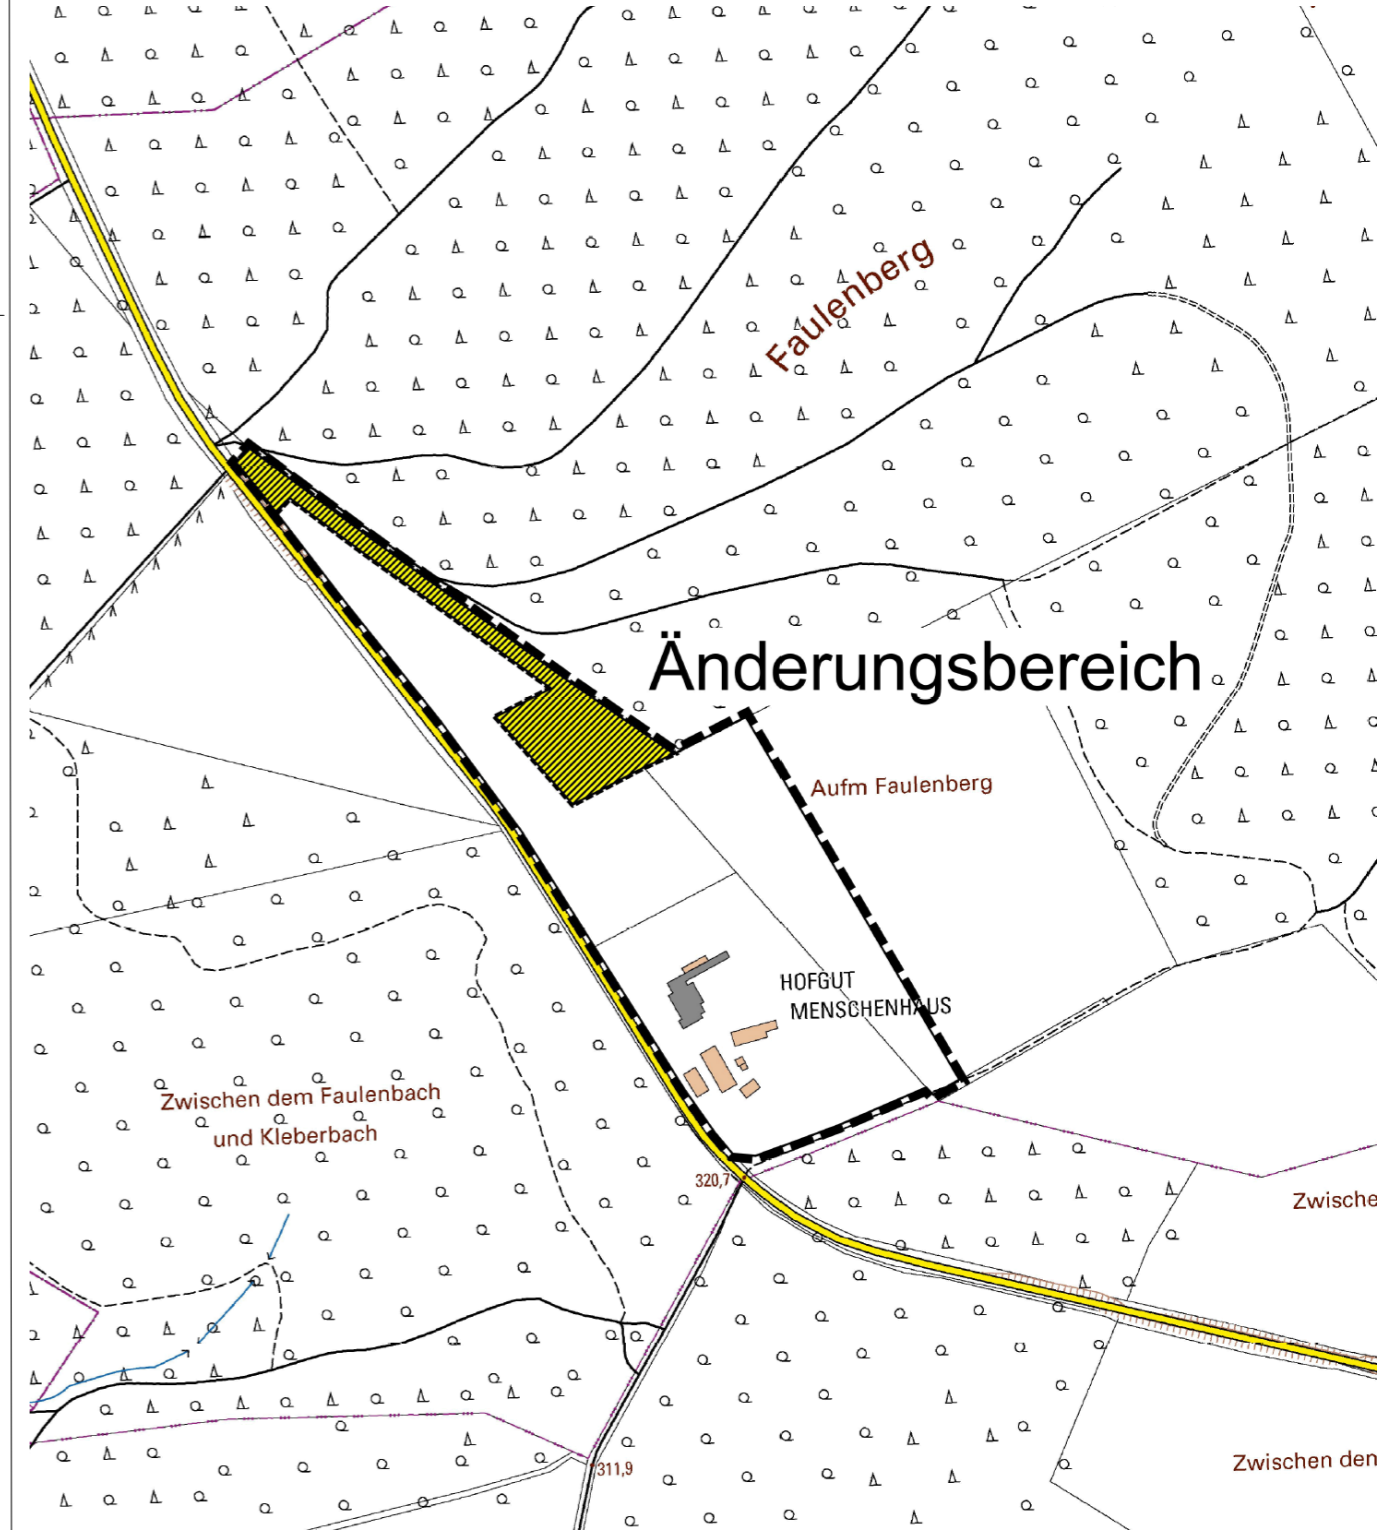 Faulenberg
Änderungsbereich
Aufm Faulenberg
HOFGUT
MENSCHENHAUS
Zwischen dem Faulenbach
und Kleberbach
320,7
Zwische
Zwischen den
311,9